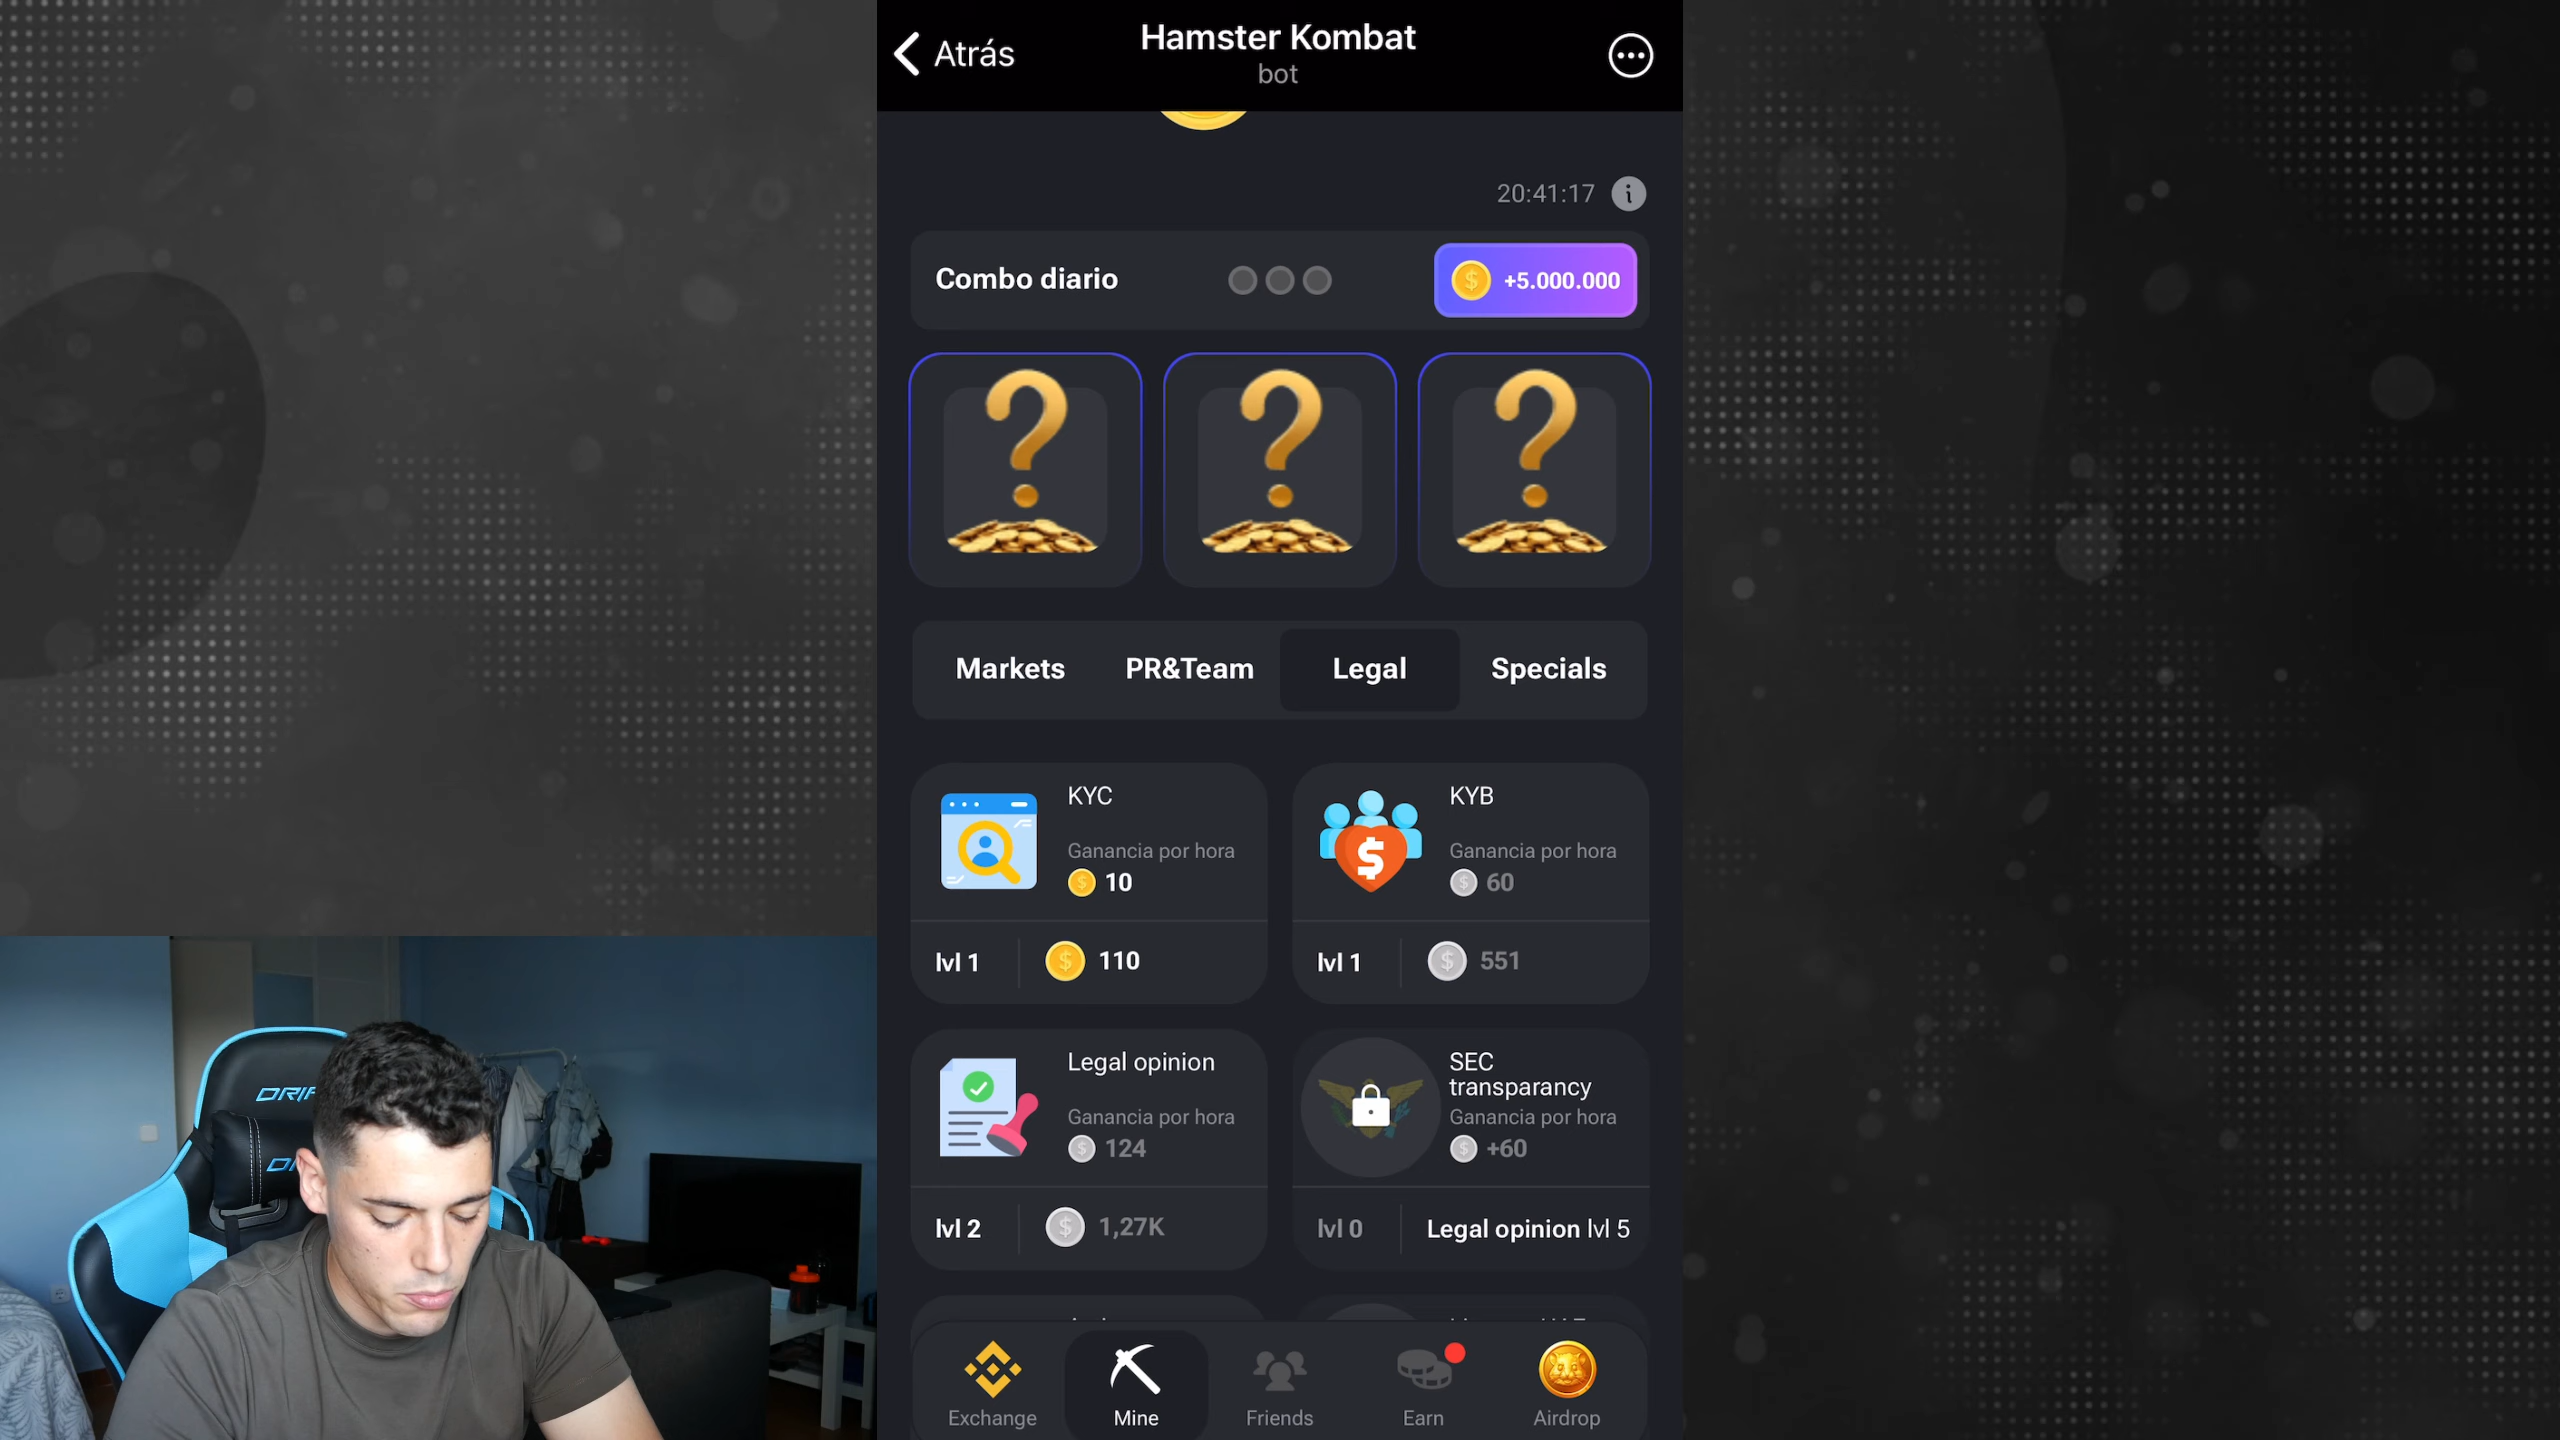 Atrás
Hamster Kombat
bot
20:41:17
Combo diario
+5.000.000
Markets
PR&Team
Legal
Specials
KYC
Ganancia por hora
10
lvl 1
110
KYB
Ganancia por hora
60
lvl 1
551
Legal opinion
Ganancia por hora
124
lvl 2
1,27K
SEC
transparancy
Ganancia por hora
+60
lvl 0
Legal opinion lvl 5
Exchange
Mine
Friends
Earn
Airdrop